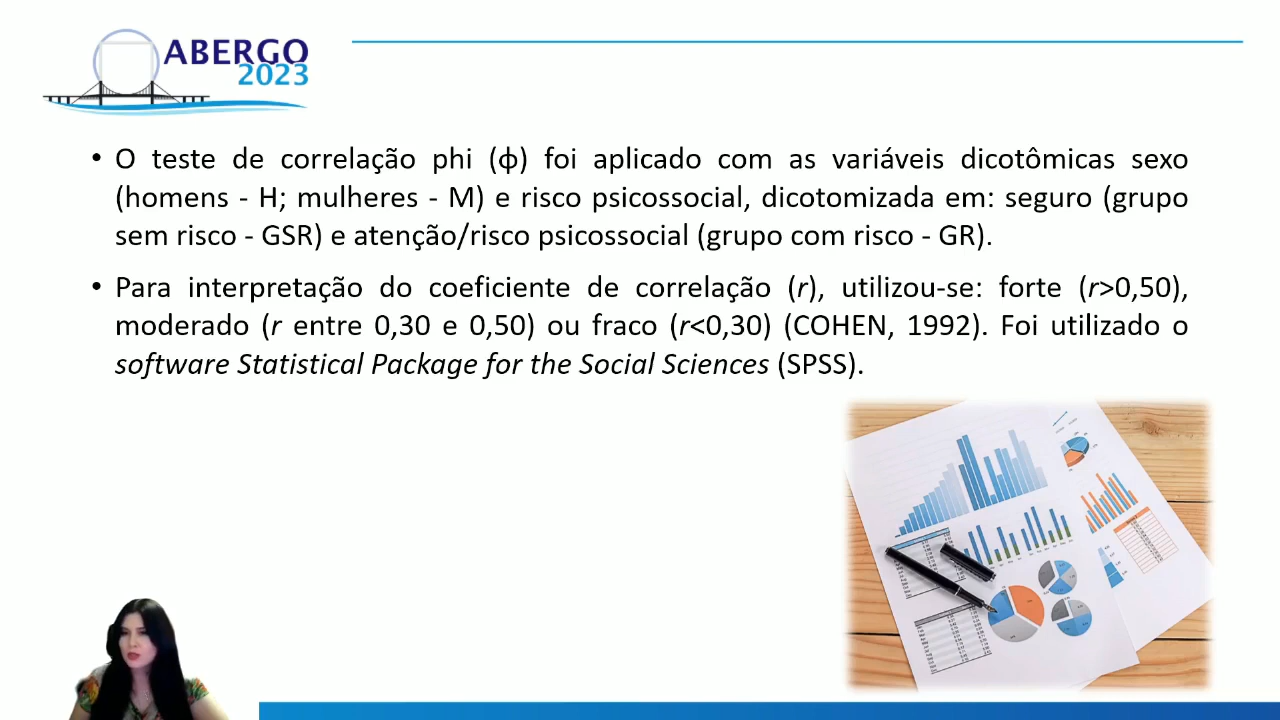 ABERGO
2023
• O teste de correlação phi (ф) foi aplicado com as variáveis dicotômicas sexo
(homens - H; mulheres - M) e risco psicossocial, dicotomizada em: seguro (grupo
sem risco - GSR) e atenção/risco psicossocial (grupo com risco - GR).
• Para interpretação do coeficiente de correlação (r), utilizou-se: forte (r>0,50),
moderado (r entre 0,30 e 0,50) ou fraco (r<0,30) (COHEN, 1992). Foi utilizado o
software Statistical Package for the Social Sciences (SPSS).